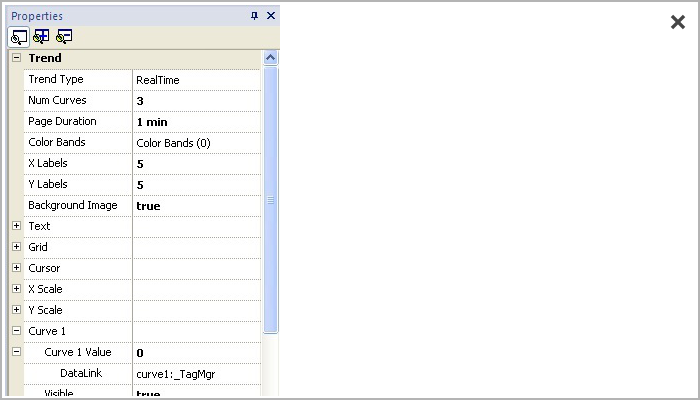 Properties
Trend
Trend Type RealTime
Num Curves 3
Page Duration 1 min
Color Bands Color Bands (0)
X Labels 5
Y Labels 5
Background Image true
Text
Grid
Cursor
X Scale
Y Scale
Curve 1
Curve 1 Value 0
DataLink curve1:_TagMgr
Visible true